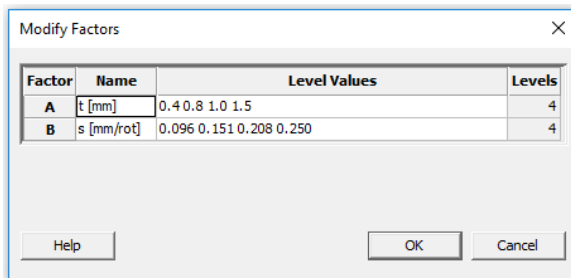 Modify Factors
Factor Name Level Values Levels
A t [mm] 0.4 0.8 1.0 1.5 4
B s [mm/rot] 0.096 0.151 0.208 0.250 4
Help OK Cancel